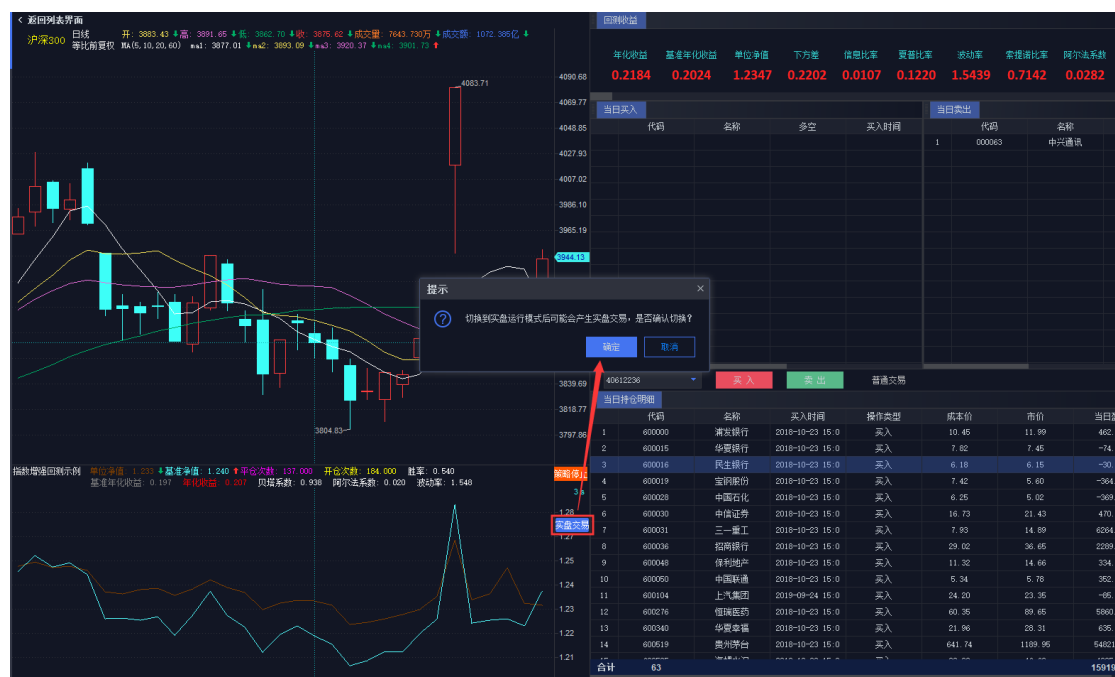 < 返回列表界面
沪深300 日线 开: 3883.43 高: 3891.65 低: 3862.70 收: 3875.62 成交量: 7643.730万 成交额: 1072.385亿
等比前复权 MA(5,10,20,60) ma1: 3877.01 ma2: 3893.09 ma3: 3920.37 ma4: 3901.73
4083.71
3804.83
4090.68
4069.77
4048.85
4027.93
4007.02
3986.10
3965.19
3944.13
3839.69
3818.77
3797.86
指数增强回测示例 单位净值: 1.233 基准净值: 1.240 平仓次数: 137.000 开仓次数: 184.000 胜率: 0.540
基准年化收益: 0.197 年化收益: 0.207 贝塔系数: 0.938 阿尔法系数: 0.020 波动率: 1.548
策略停止
实盘交易
1.28
1.27
1.25
1.24
1.23
1.22
1.21
回测收益
年化收益 基准年化收益 单位净值 下方差 信息比率 夏普比率 波动率 索提诺比率 阿尔法系数
0.2184 0.2024 1.2347 0.2202 0.0107 0.1220 1.5439 0.7142 0.0282
当日买入
代码 名称 多空 买入时间
当日卖出
代码 名称
1 000063 中兴通讯
提示 ×
切换到实盘运行模式后可能会产生实盘交易，是否确认切换?
确定 取消
40612236 买入 卖出 普通交易
当日持仓明细
代码 名称 买入时间 操作类型 成本价 市价
1 600000 浦发银行 2018-10-23 15:0 买入 10.45 11.99 462.
2 600015 华夏银行 2018-10-23 15:0 买入 7.82 7.45 -74.
3 600016 民生银行 2018-10-23 15:0 买入 6.18 6.15 -30.
4 600019 宝钢股份 2018-10-23 15:0 买入 7.42 5.60 -364.
5 600028 中国石化 2018-10-23 15:0 买入 6.25 5.02 -369.
6 600030 中信证券 2018-10-23 15:0 买入 16.73 21.43 470.
7 600031 三一重工 2018-10-23 15:0 买入 7.93 14.89 6264.
8 600036 招商银行 2018-10-23 15:0 买入 29.02 36.65 2289.
9 600048 保利地产 2018-10-23 15:0 买入 11.32 14.66 334.
10 600050 中国联通 2018-10-23 15:0 买入 5.34 5.78 352.
11 600104 上汽集团 2019-09-24 15:0 买入 24.20 23.35 -85.
12 600276 恒瑞医药 2018-10-23 15:0 买入 60.35 89.65 5860.
13 600340 华夏幸福 2018-10-23 15:0 买入 21.96 28.31 635.
14 600519 贵州茅台 2018-10-23 15:0 买入 641.74 1189.95 54821
合计 63 15919